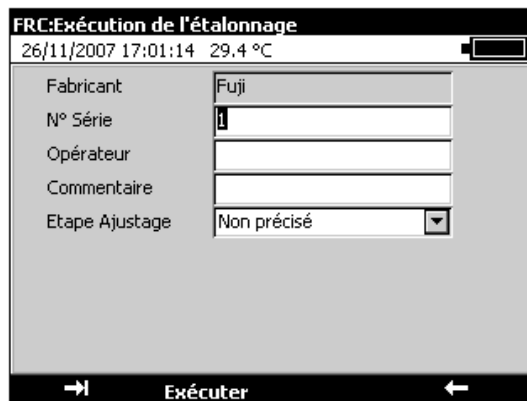 FRC:Exécution de l'étalonnage
26/11/2007 17:01:14 29.4 °C
Fabricant Fuji
N° Série 1
Opérateur
Commentaire
Etape Ajustage Non précisé
Exécuter